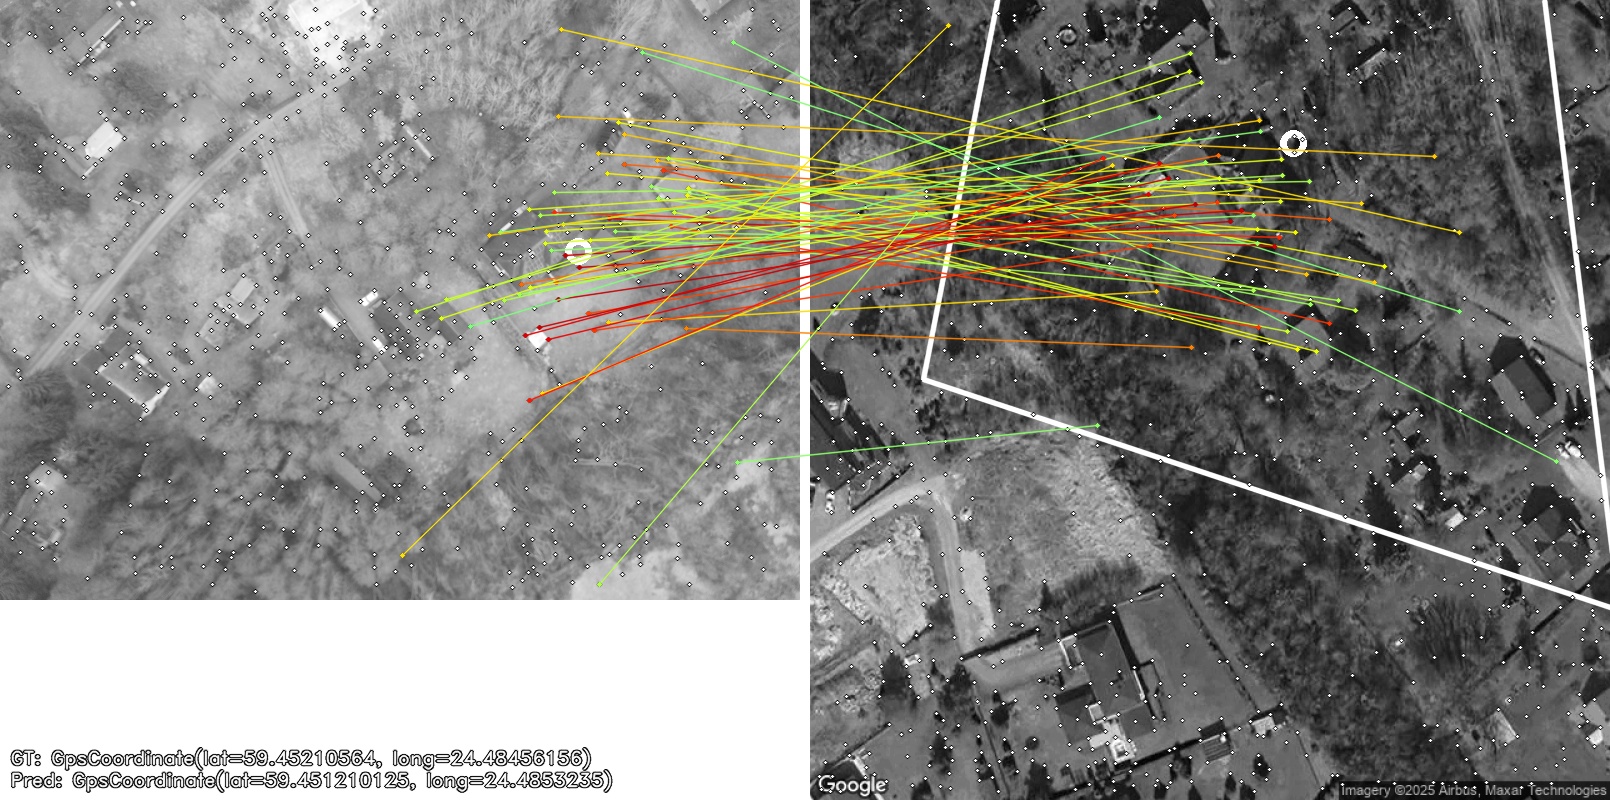 GT: GpsCoordinate(lat=59.45210564, long=24.48456156)
Pred: GpsCoordinate(lat=59.451210125, long=24.4853235)
Google
Imagery ©2025 Airbus, Maxar Technologies